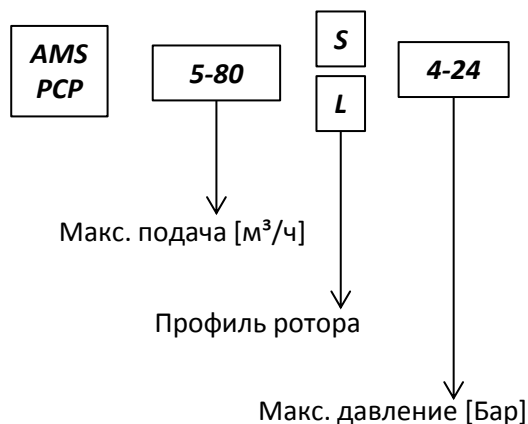 AMS
PCP
5-80
S
L
4-24
Макс. подача [м³/ч]
Профиль ротора
Макс. давление [Бар]